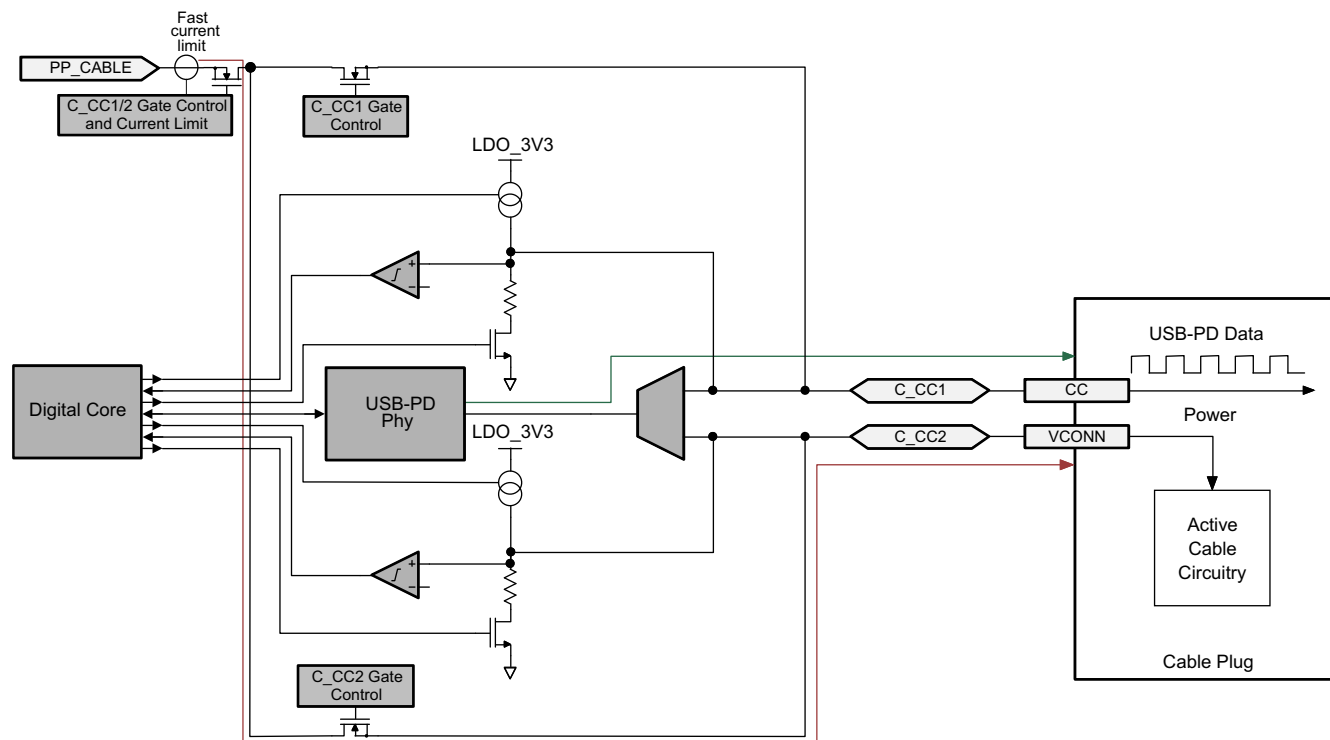 Fast
current
limit
PP_CABLE
C_CC1/2 Gate Control
and Current Limit
C_CC1 Gate
Control
LDO_3V3
+
−
Digital Core
USB-PD
Phy
LDO_3V3
+
−
C_CC2 Gate
Control
C_CC1
C_CC2
CC
VCONN
USB-PD Data
Power
Active
Cable
Circuitry
Cable Plug